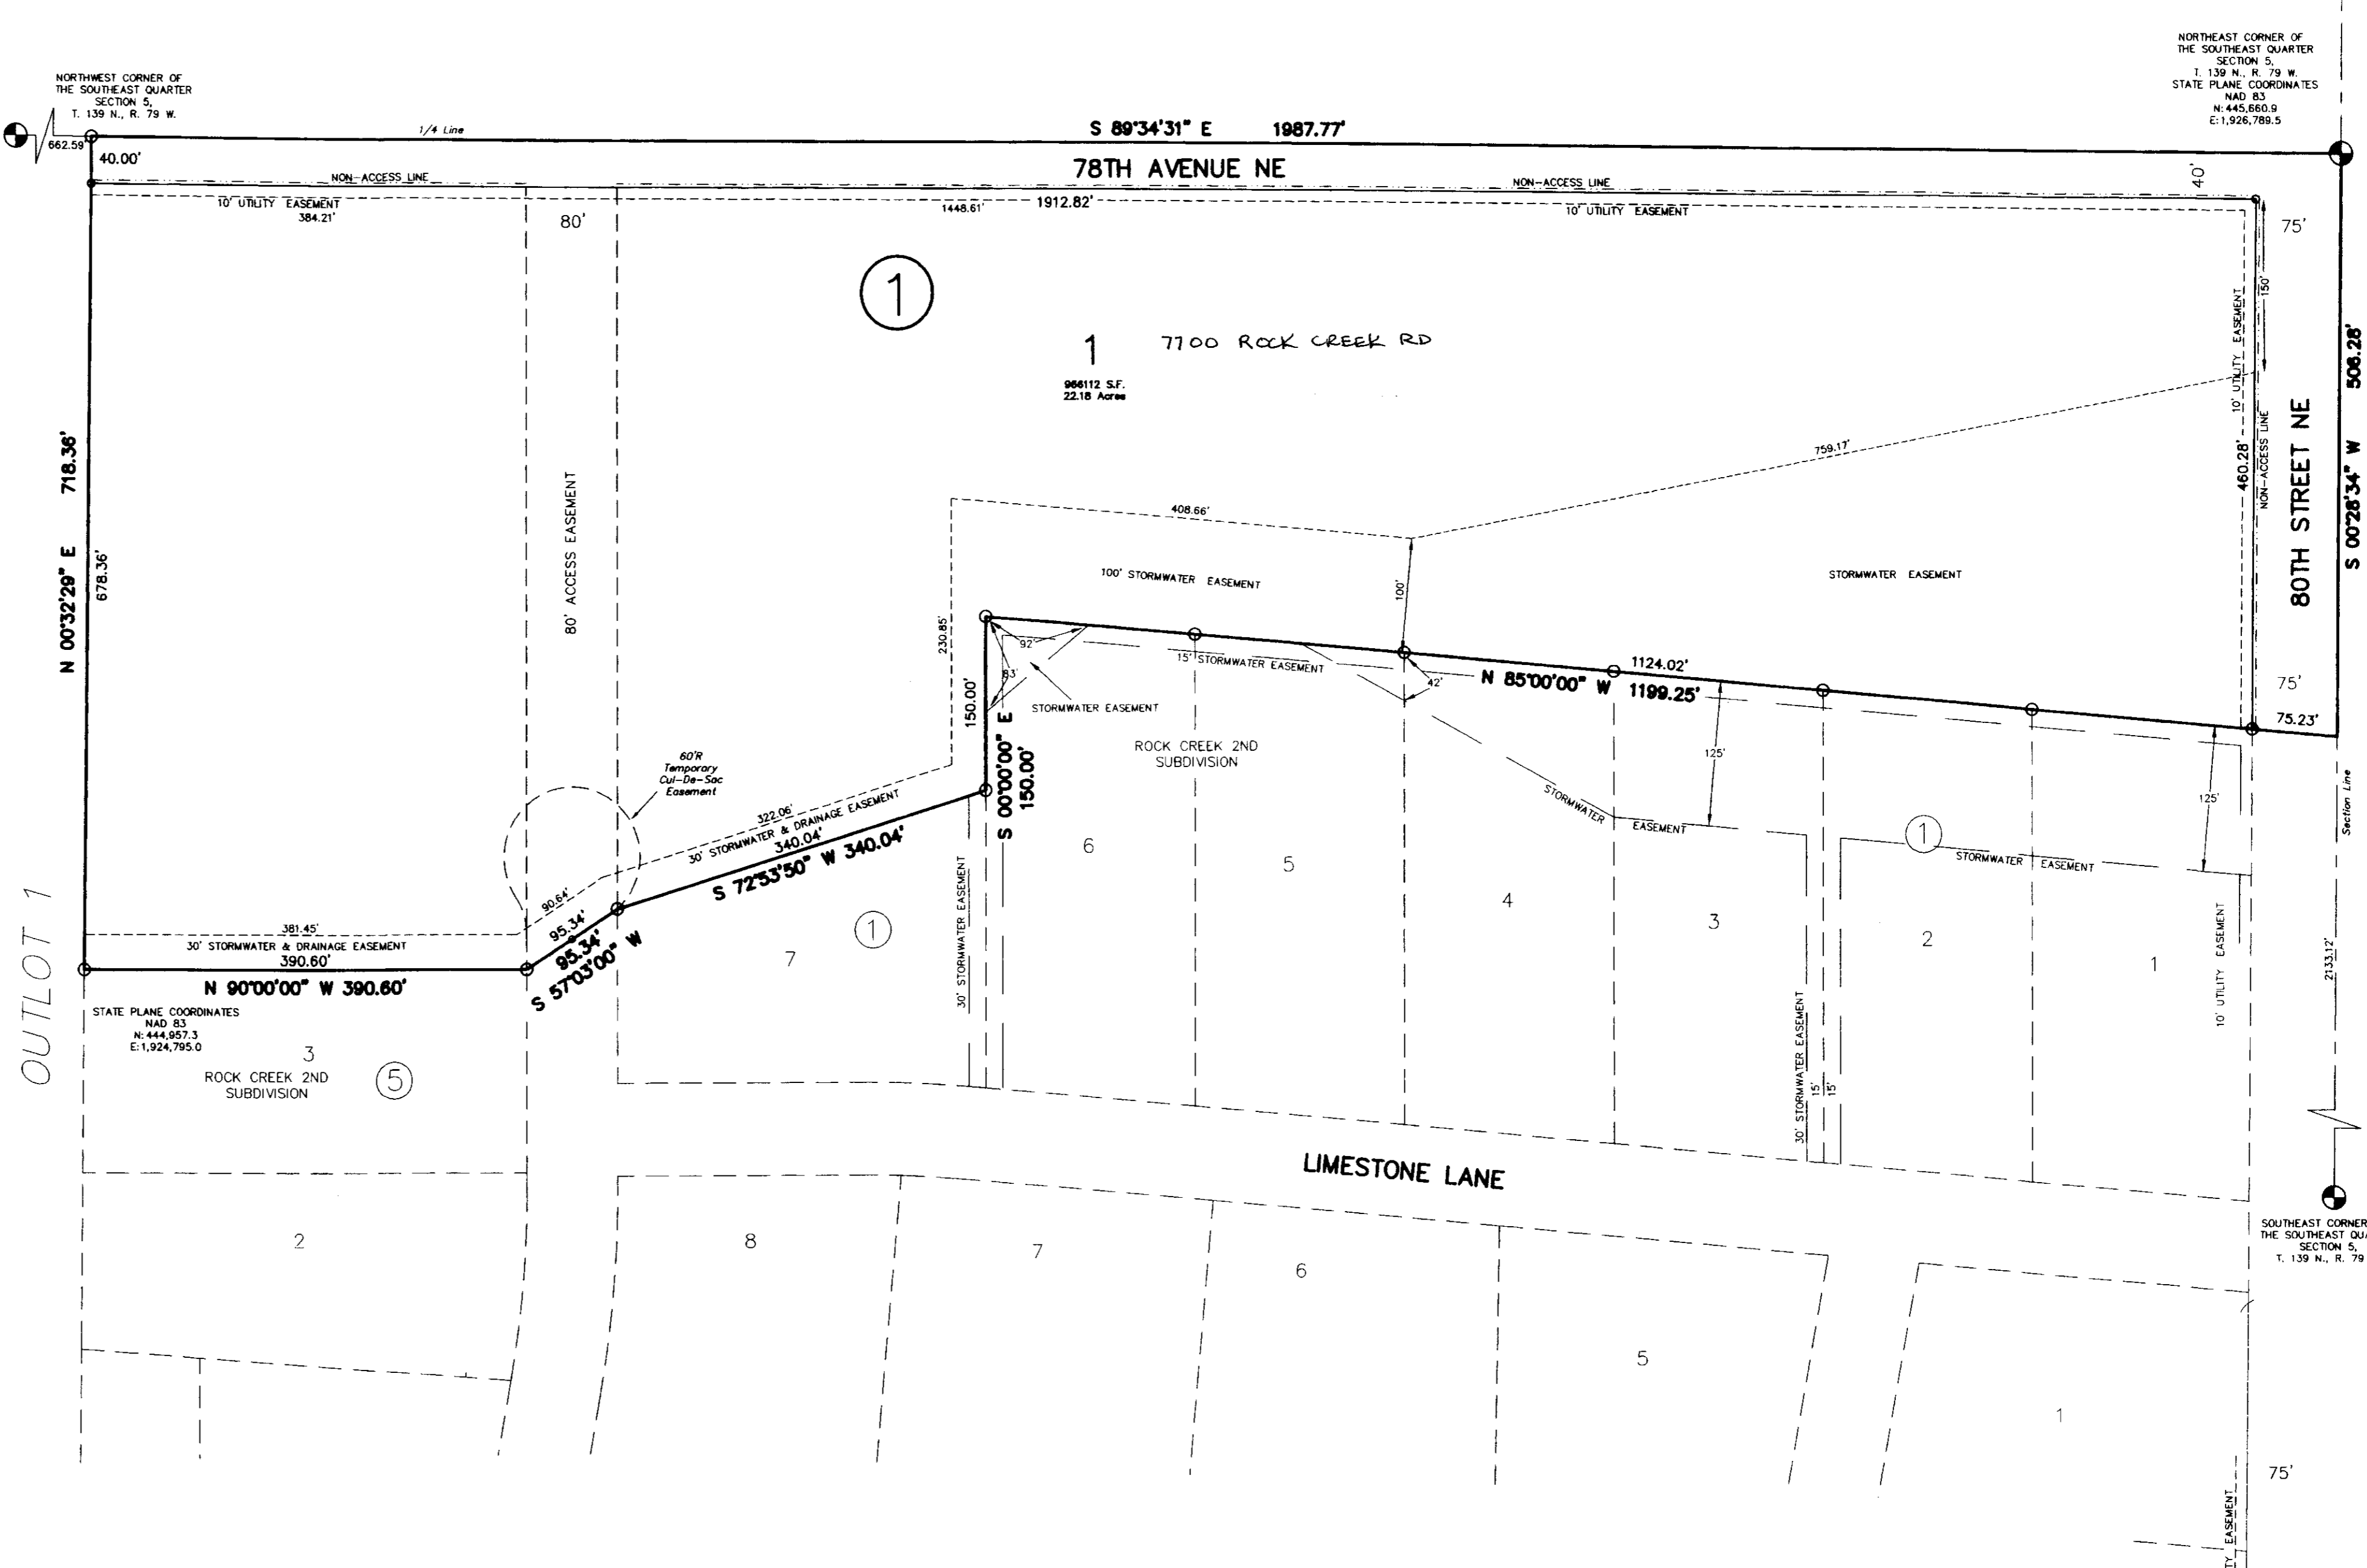 NORTHEAST CORNER OF
THE SOUTHEAST QUARTER
SECTION 5,
T. 139 N., R. 79 W.
STATE PLANE COORDINATES
NAD 83
N: 445,660.9
E: 1,926,789.5
NORTHWEST CORNER OF
THE SOUTHEAST QUARTER
SECTION 5,
T. 139 N., R. 79 W.
662.59'
1/4 Line
S 89°34'31" E 1987.77'
40.00'
78TH AVENUE NE
40'
NON-ACCESS LINE
NON-ACCESS LINE
10' UTILITY EASEMENT
384.21'
80'
1448.61'
1912.82'
10' UTILITY EASEMENT
75'
150'
10' UTILITY EASEMENT
1
1
7700 ROCK CREEK RD
966112 S.F.
22.18 Acres
N 00°32'29" E 718.36'
678.36'
80' ACCESS EASEMENT
759.17'
460.28'
NON-ACCESS LINE
80TH STREET NE
S 00°28'34" W 508.28'
408.66'
100' STORMWATER EASEMENT
100'
STORMWATER EASEMENT
230.85'
92'
83'
15' STORMWATER EASEMENT
42'
1124.02'
N 85°00'00" W 1199.25'
75'
75.23'
150.00'
S 00°00'00" E
150.00'
STORMWATER EASEMENT
ROCK CREEK 2ND
SUBDIVISION
125'
60'R
Temporary
Cul-De-Sac
Easement
322.06'
30' STORMWATER & DRAINAGE EASEMENT
340.04'
S 72°53'50" W 340.04'
STORMWATER EASEMENT
1
STORMWATER EASEMENT
125'
Section Line
6
5
4
3
2
1
90.64'
95.34'
95.34'
S 57°03'00" W
7
1
30' STORMWATER EASEMENT
10' UTILITY EASEMENT
2133.12'
OUTLOT 1
381.45'
30' STORMWATER & DRAINAGE EASEMENT
390.60'
N 90°00'00" W 390.60'
STATE PLANE COORDINATES
NAD 83
N: 444,957.3
E: 1,924,795.0
3
ROCK CREEK 2ND
SUBDIVISION
5
30' STORMWATER EASEMENT
15'
15'
LIMESTONE LANE
SOUTHEAST CORNER
THE SOUTHEAST QU
SECTION 5,
T. 139 N., R. 79
2
8
7
6
5
1
75'
TY EASEMENT